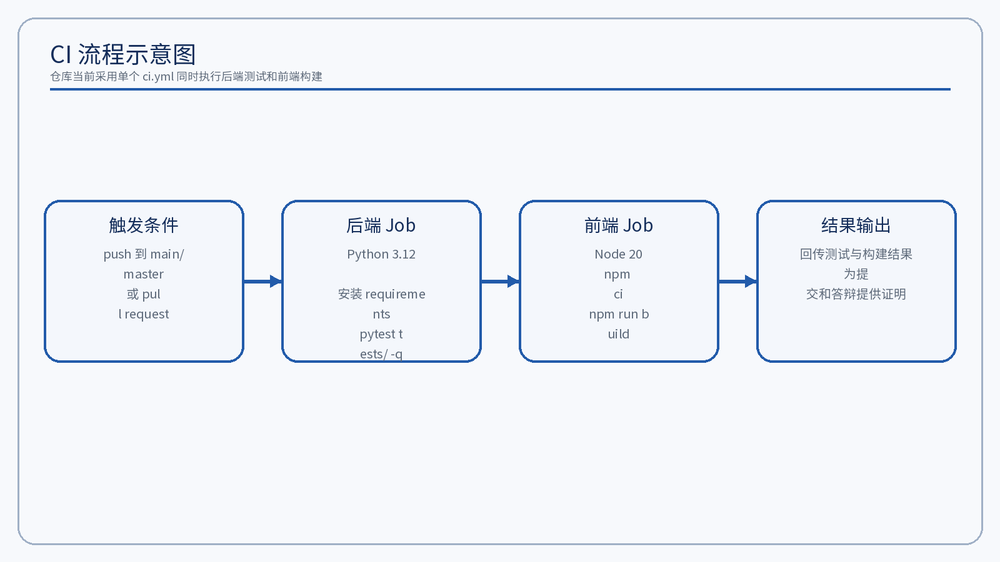 CI 流程示意图
仓库当前采用单个 ci.yml 同时执行后端测试和前端构建
触发条件
push 到 main/
master
或 pul
l request
后端 Job
Python 3.12
安装 requireme
nts
pytest t
ests/ -q
前端 Job
Node 20
npm
ci
npm run b
uild
结果输出
回传测试与构建结果
为提
交和答辩提供证明